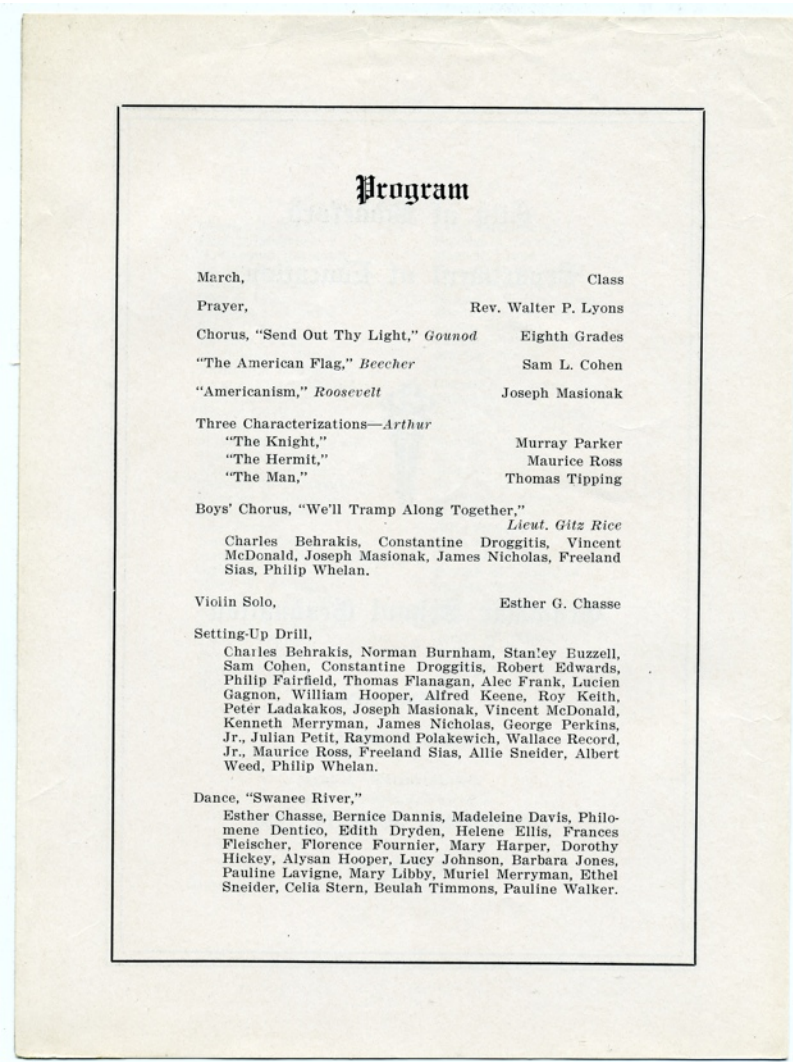 Program
March, Class
Prayer, Rev. Walter P. Lyons
Chorus, “Send Out Thy Light,” Gounod Eighth Grades
“The American Flag,” Beecher Sam L. Cohen
“Americanism,” Roosevelt Joseph Masionak
Three Characterizations—Arthur
“The Knight,” Murray Parker
“The Hermit,” Maurice Ross
“The Man,” Thomas Tipping
Boys’ Chorus, “We’ll Tramp Along Together,”
Lieut. Gitz Rice
Charles Behrakis, Constantine Droggitis, Vincent
McDonald, Joseph Masionak, James Nicholas, Freeland
Sias, Philip Whelan.
Violin Solo, Esther G. Chasse
Setting-Up Drill,
Charles Behrakis, Norman Burnham, Stanley Buzzell,
Sam Cohen, Constantine Droggitis, Robert Edwards,
Philip Fairfield, Thomas Flanagan, Alec Frank, Lucien
Gagnon, William Hooper, Alfred Keene, Roy Keith,
Peter Ladakakos, Joseph Masionak, Vincent McDonald,
Kenneth Merryman, James Nicholas, George Perkins,
Jr., Julian Petit, Raymond Polakewich, Wallace Record,
Jr., Maurice Ross, Freeland Sias, Allie Sneider, Albert
Weed, Philip Whelan.
Dance, “Swanee River,”
Esther Chasse, Bernice Dannis, Madeleine Davis, Philo-
mene Dentico, Edith Dryden, Helene Ellis, Frances
Fleischer, Florence Fournier, Mary Harper, Dorothy
Hickey, Alysan Hooper, Lucy Johnson, Barbara Jones,
Pauline Lavigne, Mary Libby, Muriel Merryman, Ethel
Sneider, Celia Stern, Beulah Timmons, Pauline Walker.